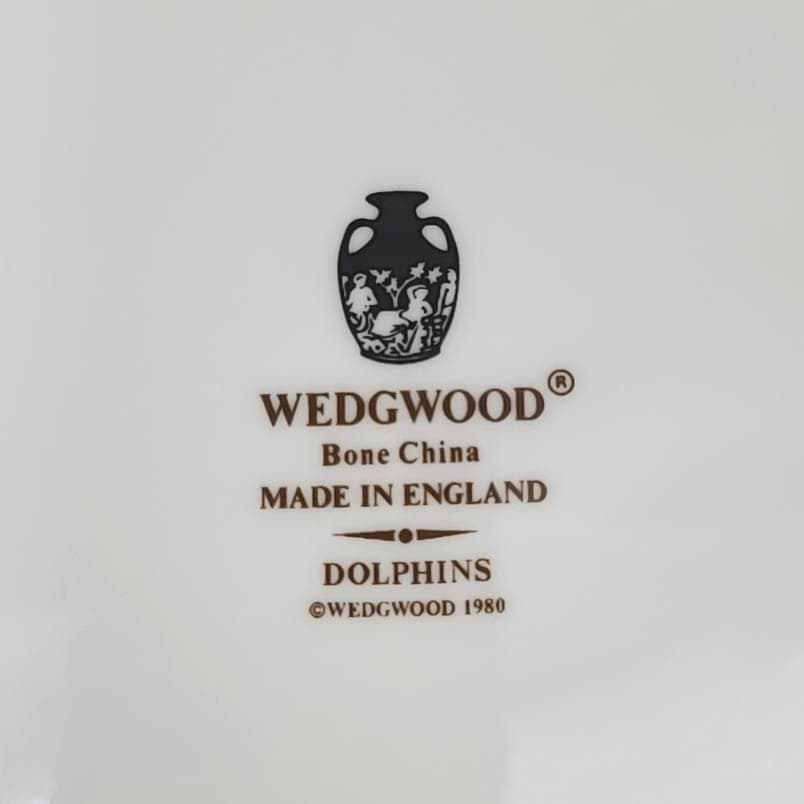 WEDGWOOD®
Bone China
MADE IN ENGLAND
DOLPHINS
©WEDGWOOD 1980